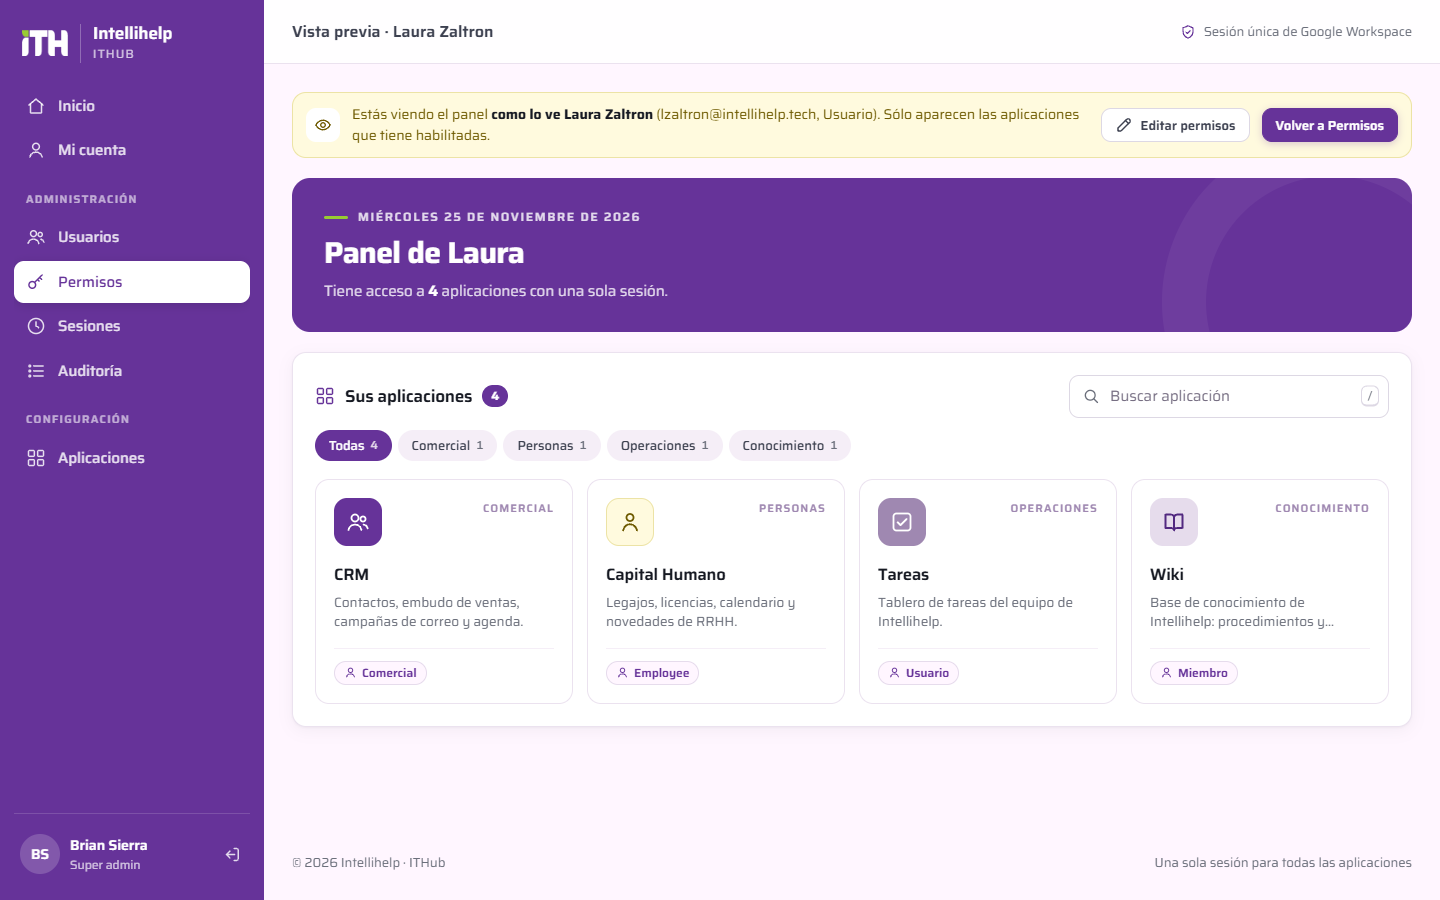 iTH
Intellihelp
ITHUB
Inicio
Mi cuenta
ADMINISTRACIÓN
Usuarios
Permisos
Sesiones
Auditoría
CONFIGURACIÓN
Aplicaciones
BS
Brian Sierra
Super admin
Vista previa · Laura Zaltron
Sesión única de Google Workspace
Estás viendo el panel como lo ve Laura Zaltron (lzaltron@intellihelp.tech, Usuario). Sólo aparecen las aplicaciones
que tiene habilitadas.
Editar permisos
Volver a Permisos
MIÉRCOLES 25 DE NOVIEMBRE DE 2026
Panel de Laura
Tiene acceso a 4 aplicaciones con una sola sesión.
Sus aplicaciones 4
Buscar aplicación /
Todas 4
Comercial 1
Personas 1
Operaciones 1
Conocimiento 1
COMERCIAL
CRM
Contactos, embudo de ventas,
campañas de correo y agenda.
Comercial
PERSONAS
Capital Humano
Legajos, licencias, calendario y
novedades de RRHH.
Employee
OPERACIONES
Tareas
Tablero de tareas del equipo de
Intellihelp.
Usuario
CONOCIMIENTO
Wiki
Base de conocimiento de
Intellihelp: procedimientos y...
Miembro
© 2026 Intellihelp · ITHub
Una sola sesión para todas las aplicaciones